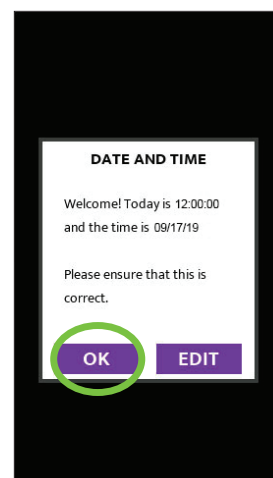 DATE AND TIME
Welcome! Today is 12:00:00
and the time is 09/17/19
Please ensure that this is
correct.
OK EDIT